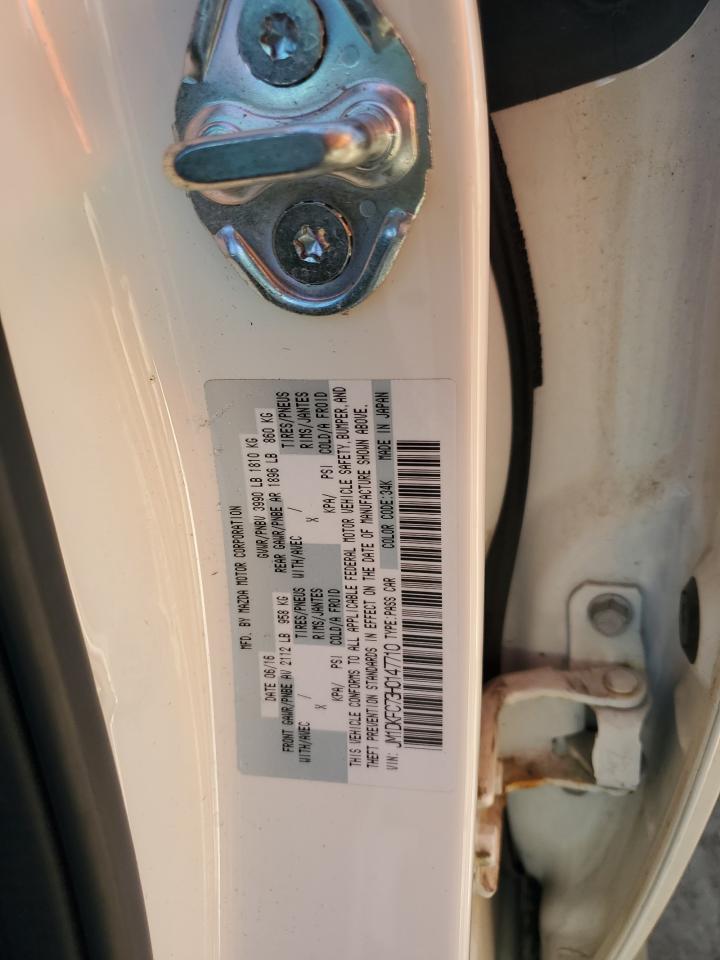 MFD. BY MAZDA MOTOR CORPORATION
DATE 06/16 GVWR/PNBV 3990 LB 1810 KG
FRONT GAWR/PNBE AV 2112 LB 958 KG REAR GAWR/PNBE AR 1896 LB 860 KG
WITH/AVEC / TIRES/PNEUS WITH/AVEC / TIRES/PNEUS
X RIMS/JANTES X RIMS/JANTES
KPA/ PSI COLD/A FROID KPA/ PSI COLD/A FROID
THIS VEHICLE CONFORMS TO ALL APPLICABLE FEDERAL MOTOR VEHICLE SAFETY, BUMPER, AND
THEFT PREVENTION STANDARDS IN EFFECT ON THE DATE OF MANUFACTURE SHOWN ABOVE.
VIN: JM1DKFC73H0147710 TYPE:PASS CAR COLOR CODE:34K MADE IN JAPAN